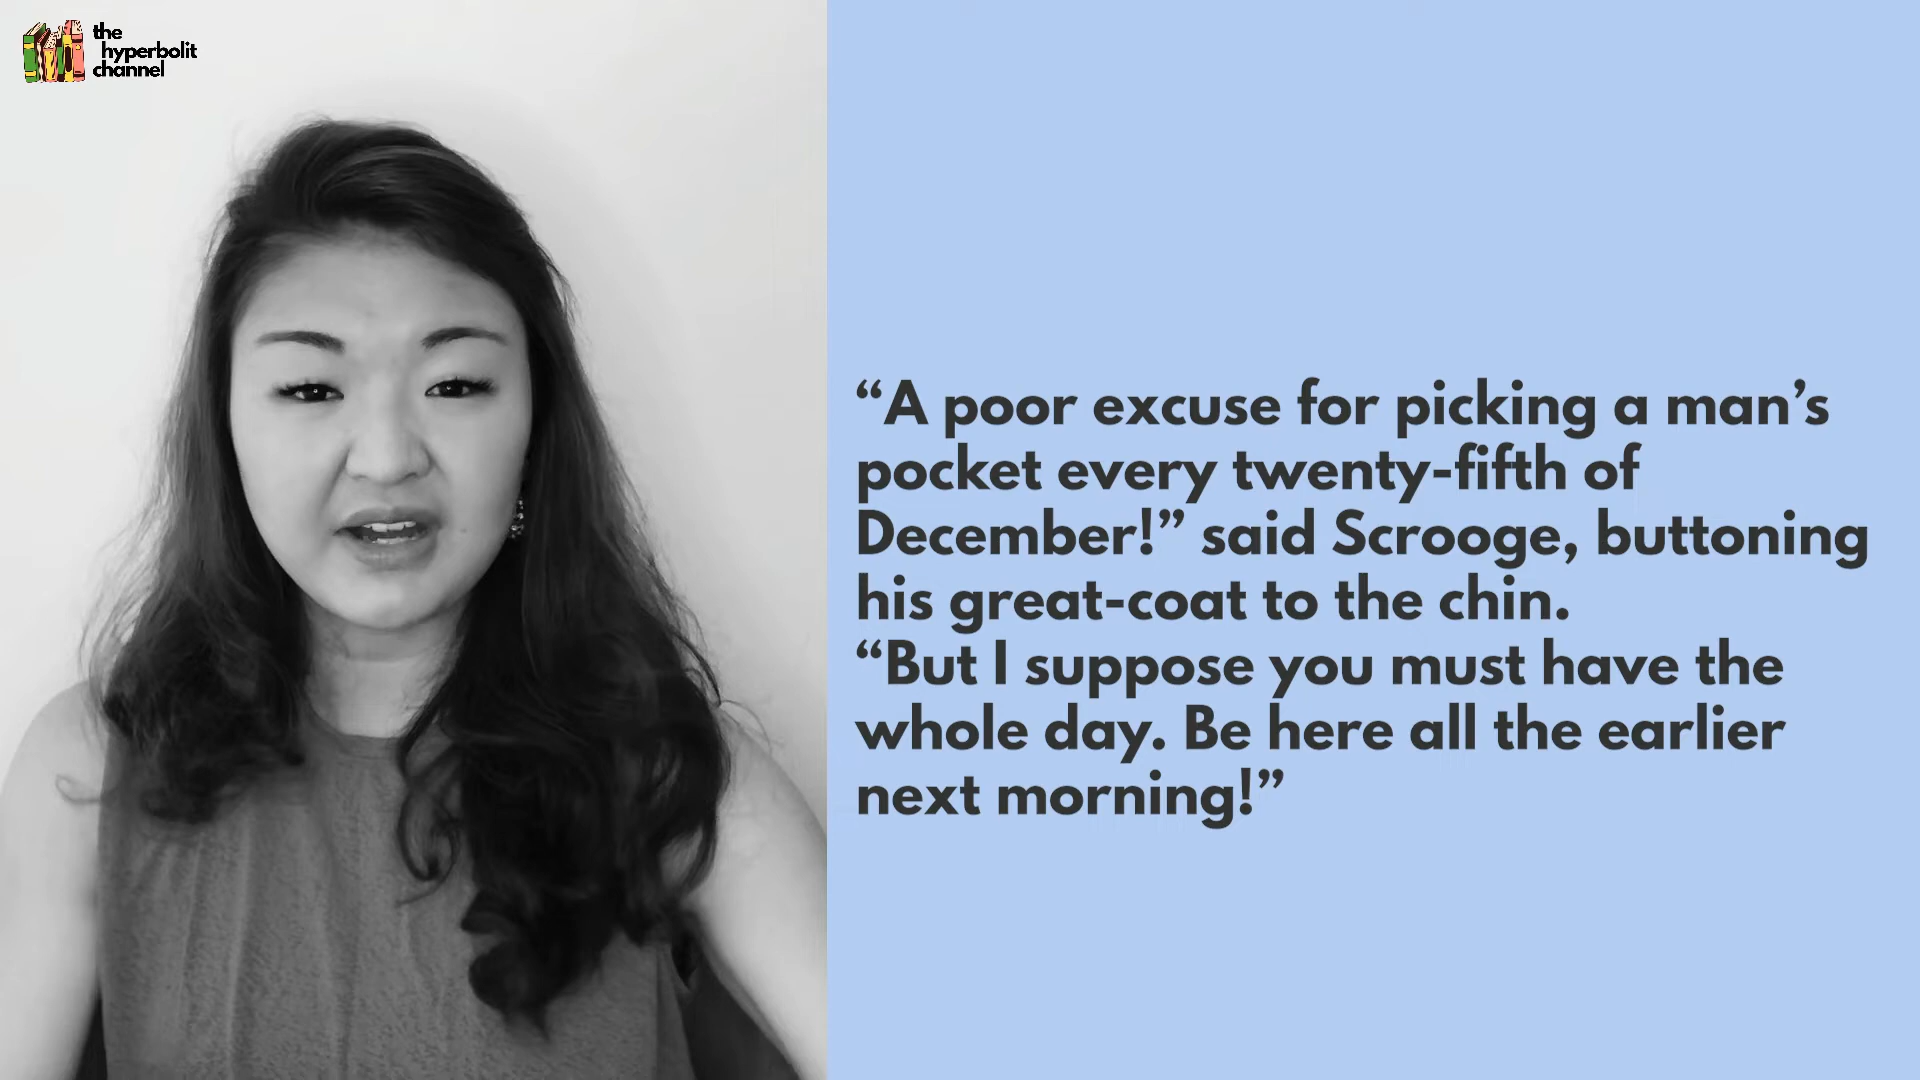 the
hyperbolit
channel
“A poor excuse for picking a man’s
pocket every twenty-fifth of
December!” said Scrooge, buttoning
his great-coat to the chin.
“But I suppose you must have the
whole day. Be here all the earlier
next morning!”